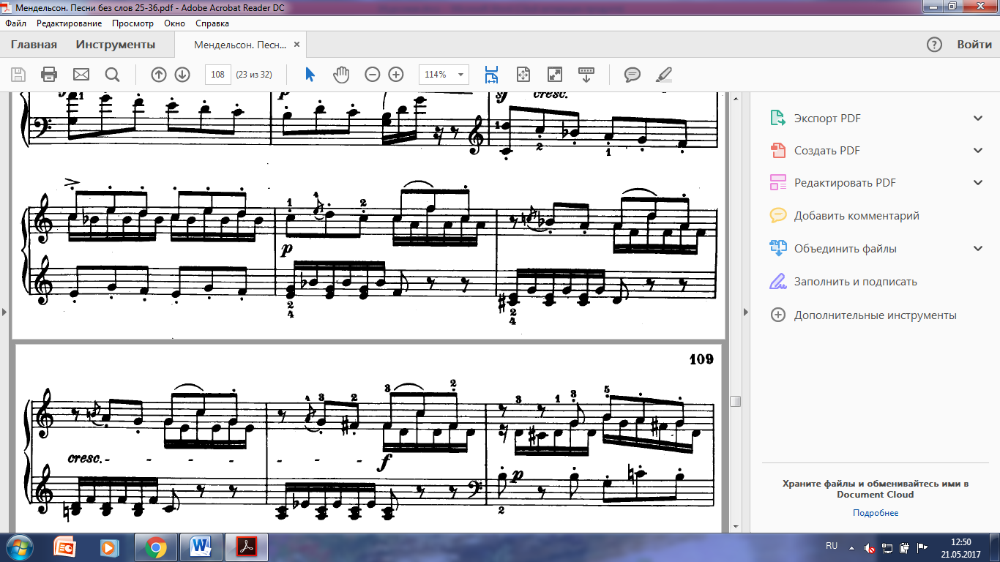 Мендельсон. Песни без слов 25-36.pdf - Adobe Acrobat Reader DC
Файл Редактирование Просмотр Окно Справка
Главная Инструменты Мендельсон. Песн... × Войти
108 (23 из 32) 114%
Экспорт PDF
Создать PDF
Редактировать PDF
Добавить комментарий
Объединить файлы
Заполнить и подписать
Дополнительные инструменты
Храните файлы и обменивайтесь ими в
Document Cloud
Подробнее
1 p sf cresc.
1 2 1
1 4 2
p
2
4
2
4
109
4 3 2 3 2 3 1 3 5
cresc. - - - - - - - f
p
2
RU 12:50
21.05.2017